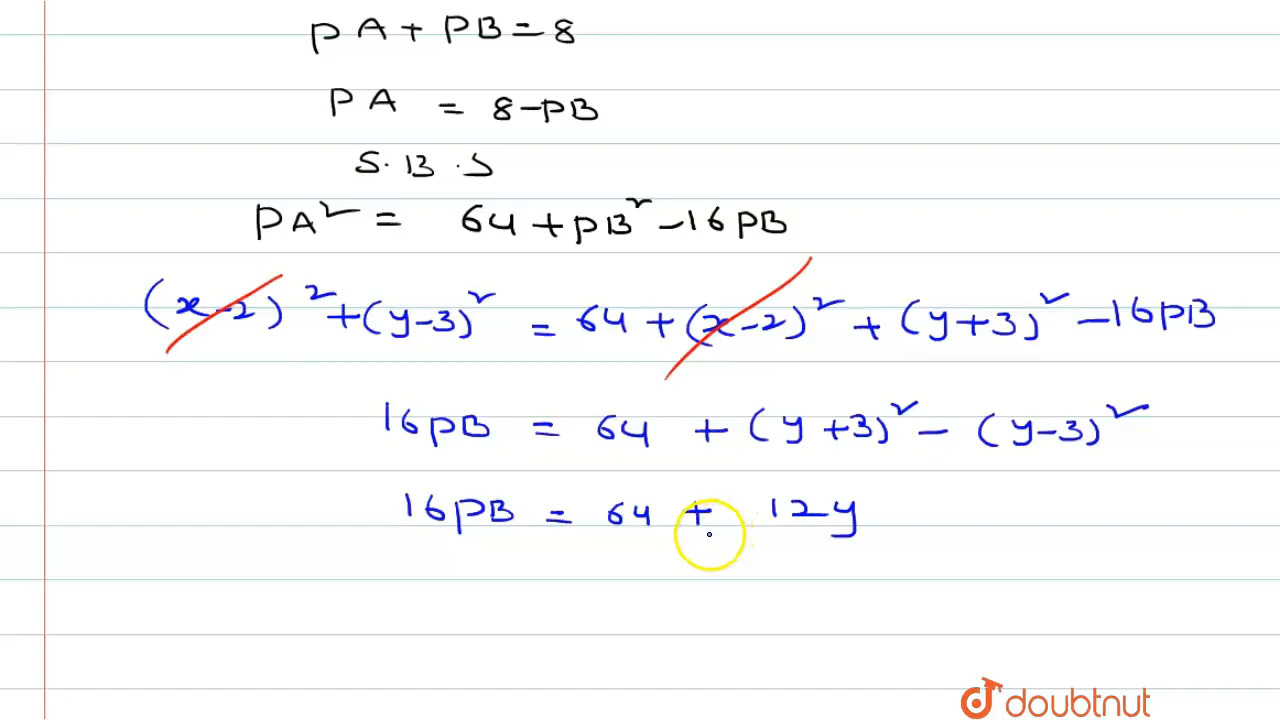 PA + PB = 8
PA = 8 - PB
S. B. S
PA² = 64 + PB² - 16PB
(x-2)² + (y-3)² = 64 + (x-2)² + (y+3)² - 16PB
16PB = 64 + (y+3)² - (y-3)²
16PB = 64 + 12y
doubtnut